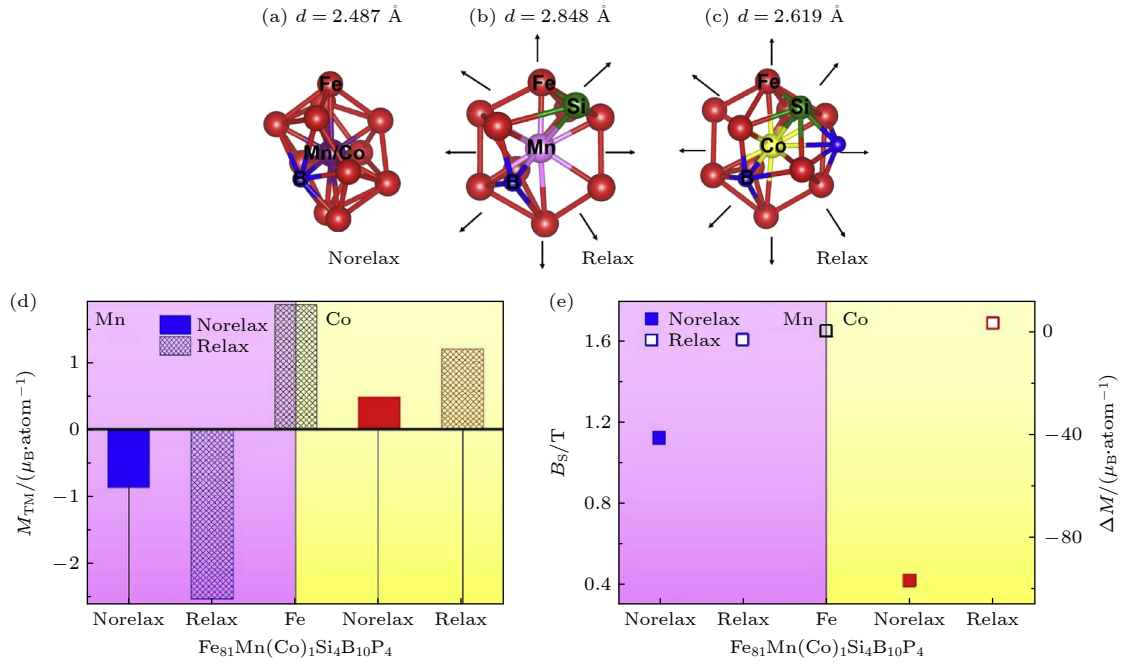 (a) d = 2.487 Å
(b) d = 2.848 Å
(c) d = 2.619 Å
Fe
Mn/Co
B
Norelax
Fe
Si
Mn
B
Relax
Fe
Si
Co
B
Relax
(d)
Mn
Co
Norelax
Relax
1
0
−1
−2
M_TM/(μ_B·atom⁻¹)
Norelax Relax Fe Norelax Relax
Fe₈₁Mn(Co)₁Si₄B₁₀P₄
(e)
Norelax
Relax
Mn
Co
1.6
1.2
0.8
0.4
B_S/T
0
−40
−80
ΔM/(μ_B·atom⁻¹)
Norelax Relax Fe Norelax Relax
Fe₈₁Mn(Co)₁Si₄B₁₀P₄